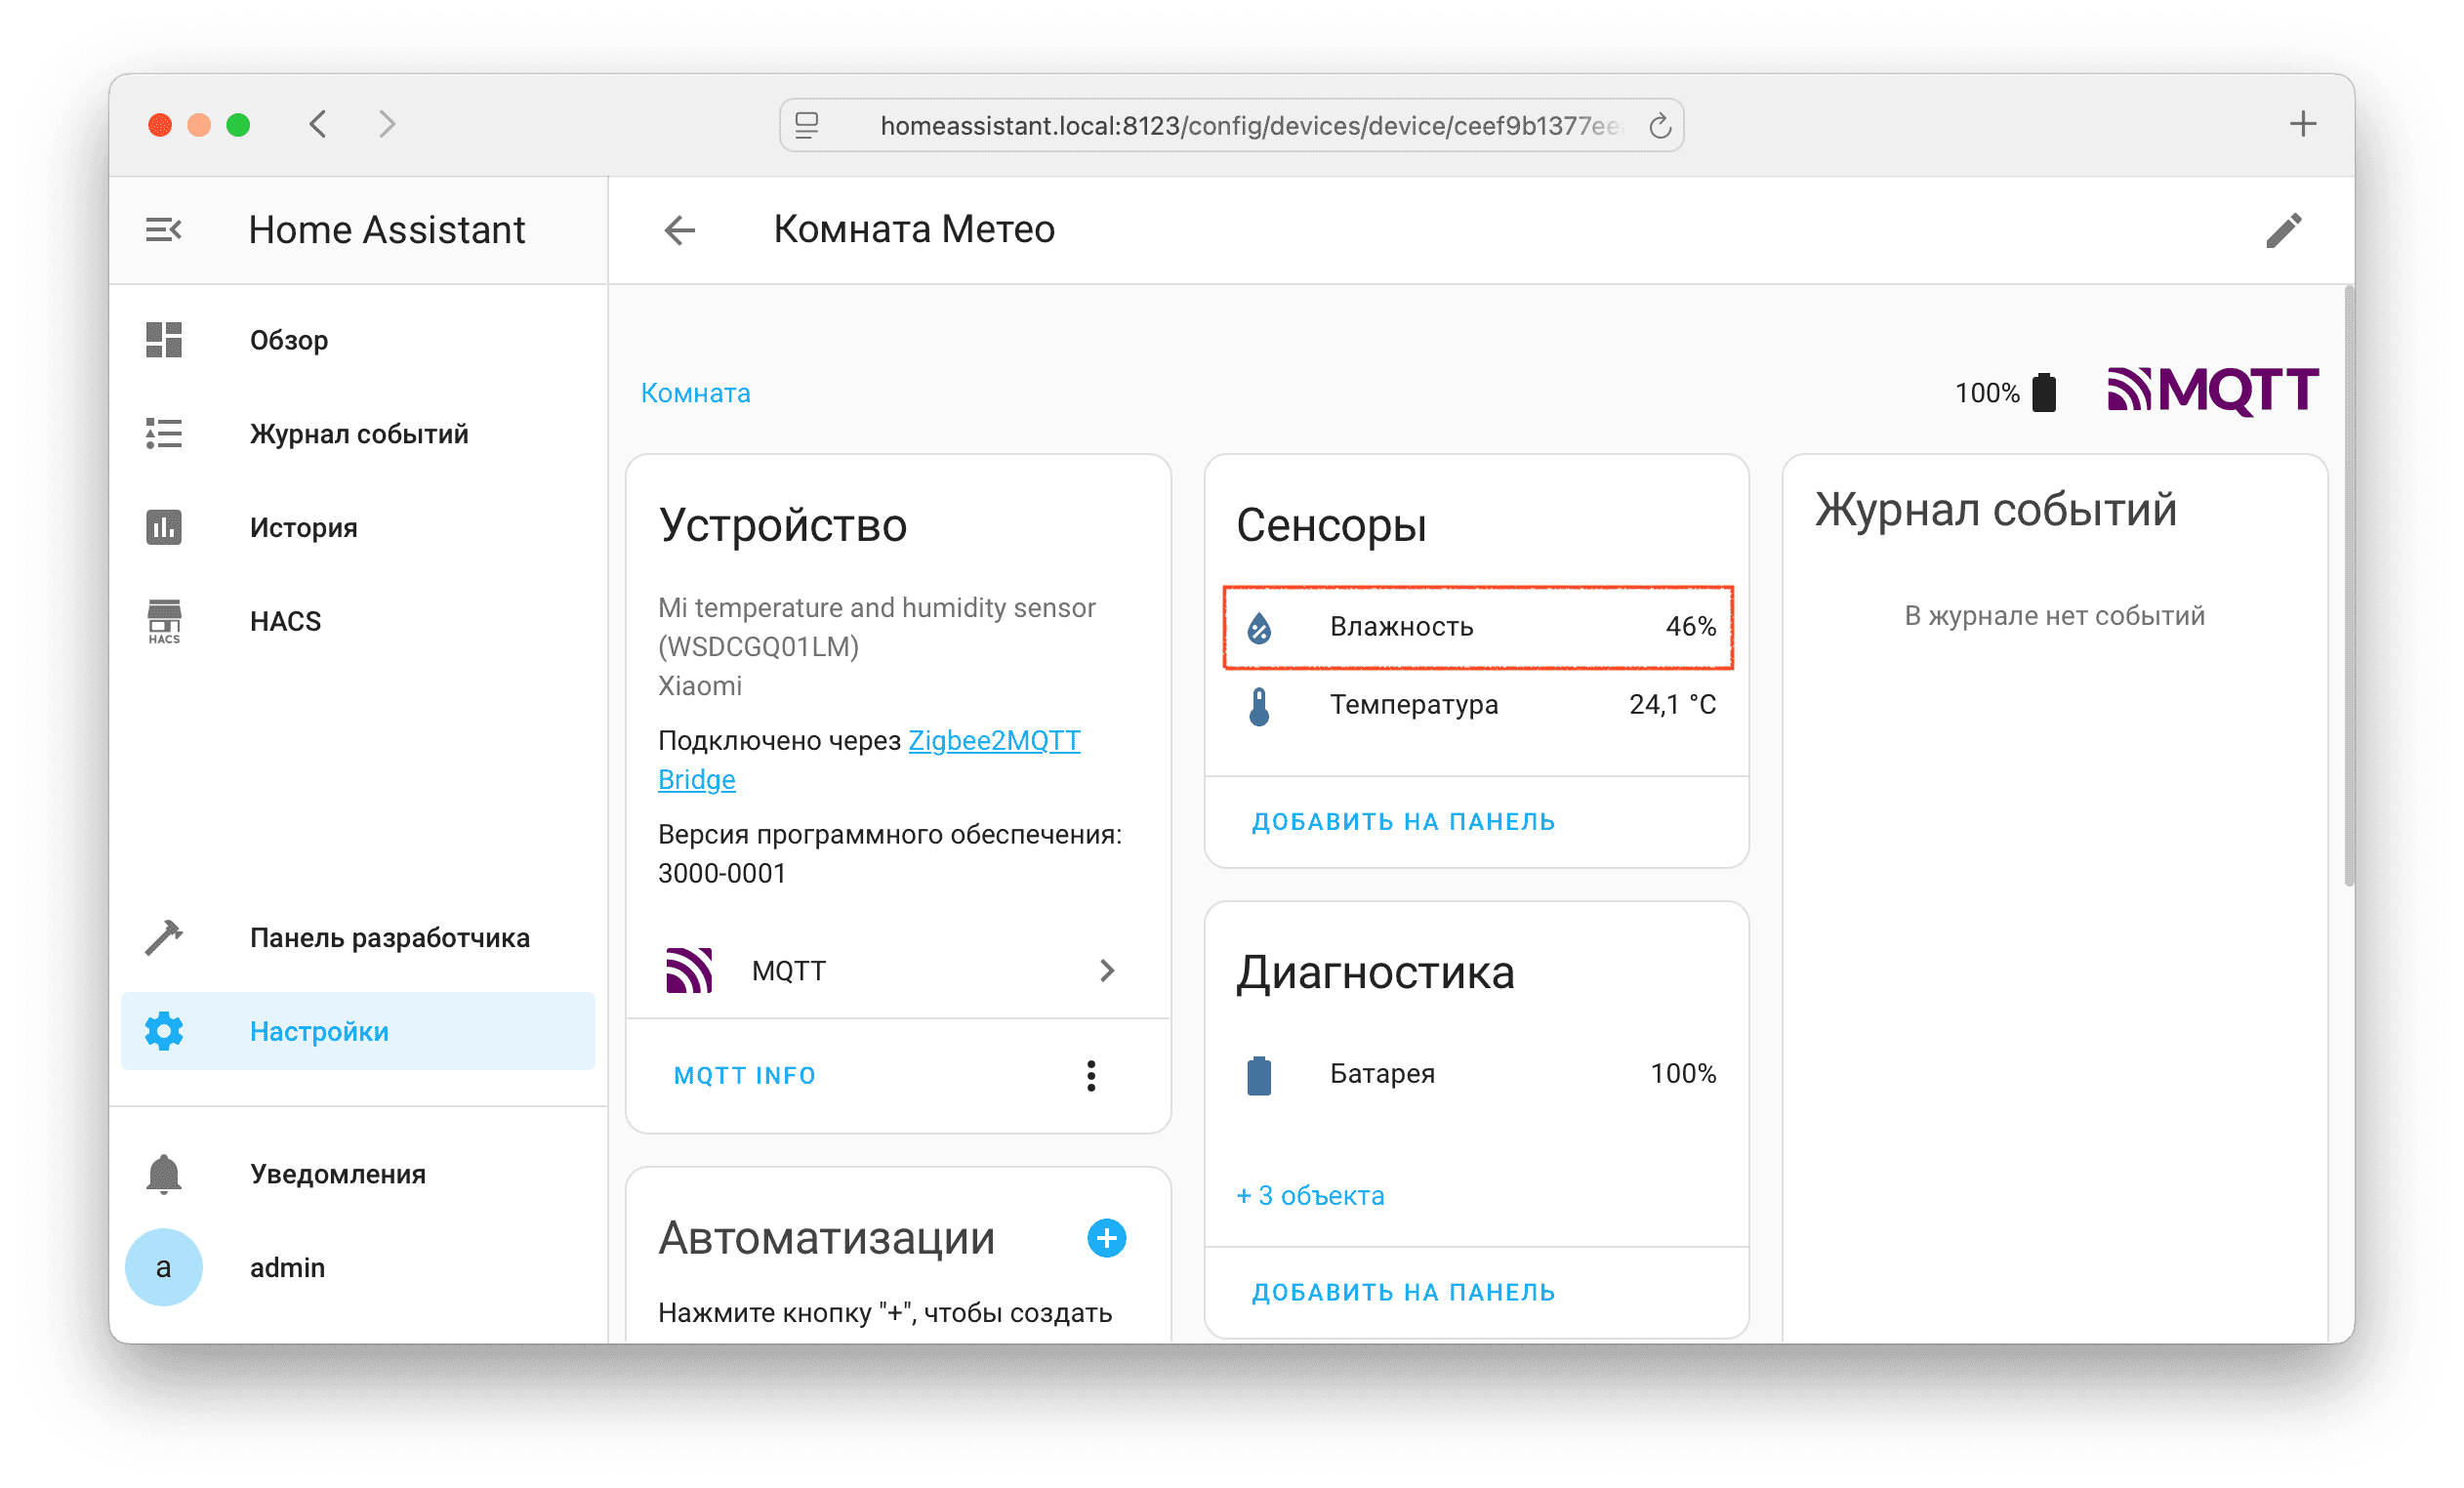 homeassistant.local:8123/config/devices/device/ceef9b1377ee
Home Assistant
Комната Метео
Обзор
Журнал событий
История
HACS
HACS
Панель разработчика
Настройки
Уведомления
a
admin
Комната
100%
MQTT
Устройство
Mi temperature and humidity sensor
(WSDCGQ01LM)
Xiaomi
Подключено через Zigbee2MQTT
Bridge
Версия программного обеспечения:
3000-0001
MQTT
MQTT INFO
Автоматизации
Нажмите кнопку "+", чтобы создать
Сенсоры
Влажность 46%
Температура 24,1 °C
ДОБАВИТЬ НА ПАНЕЛЬ
Диагностика
Батарея 100%
+ 3 объекта
ДОБАВИТЬ НА ПАНЕЛЬ
Журнал событий
В журнале нет событий